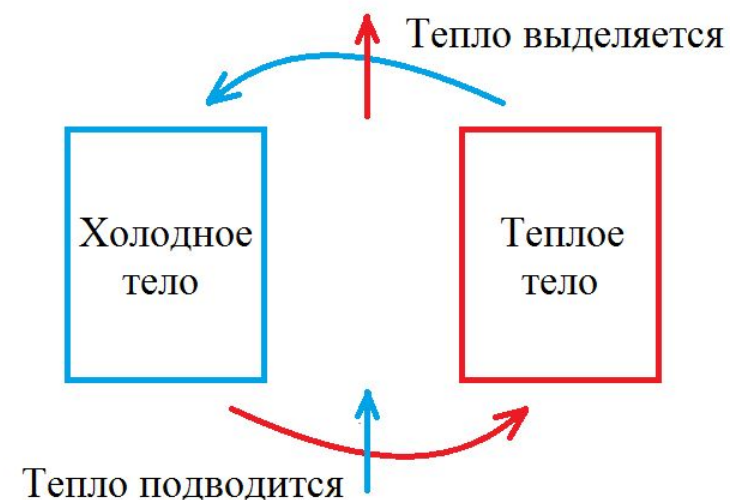 Тепло выделяется
Холодное
тело
Теплое
тело
Тепло подводится